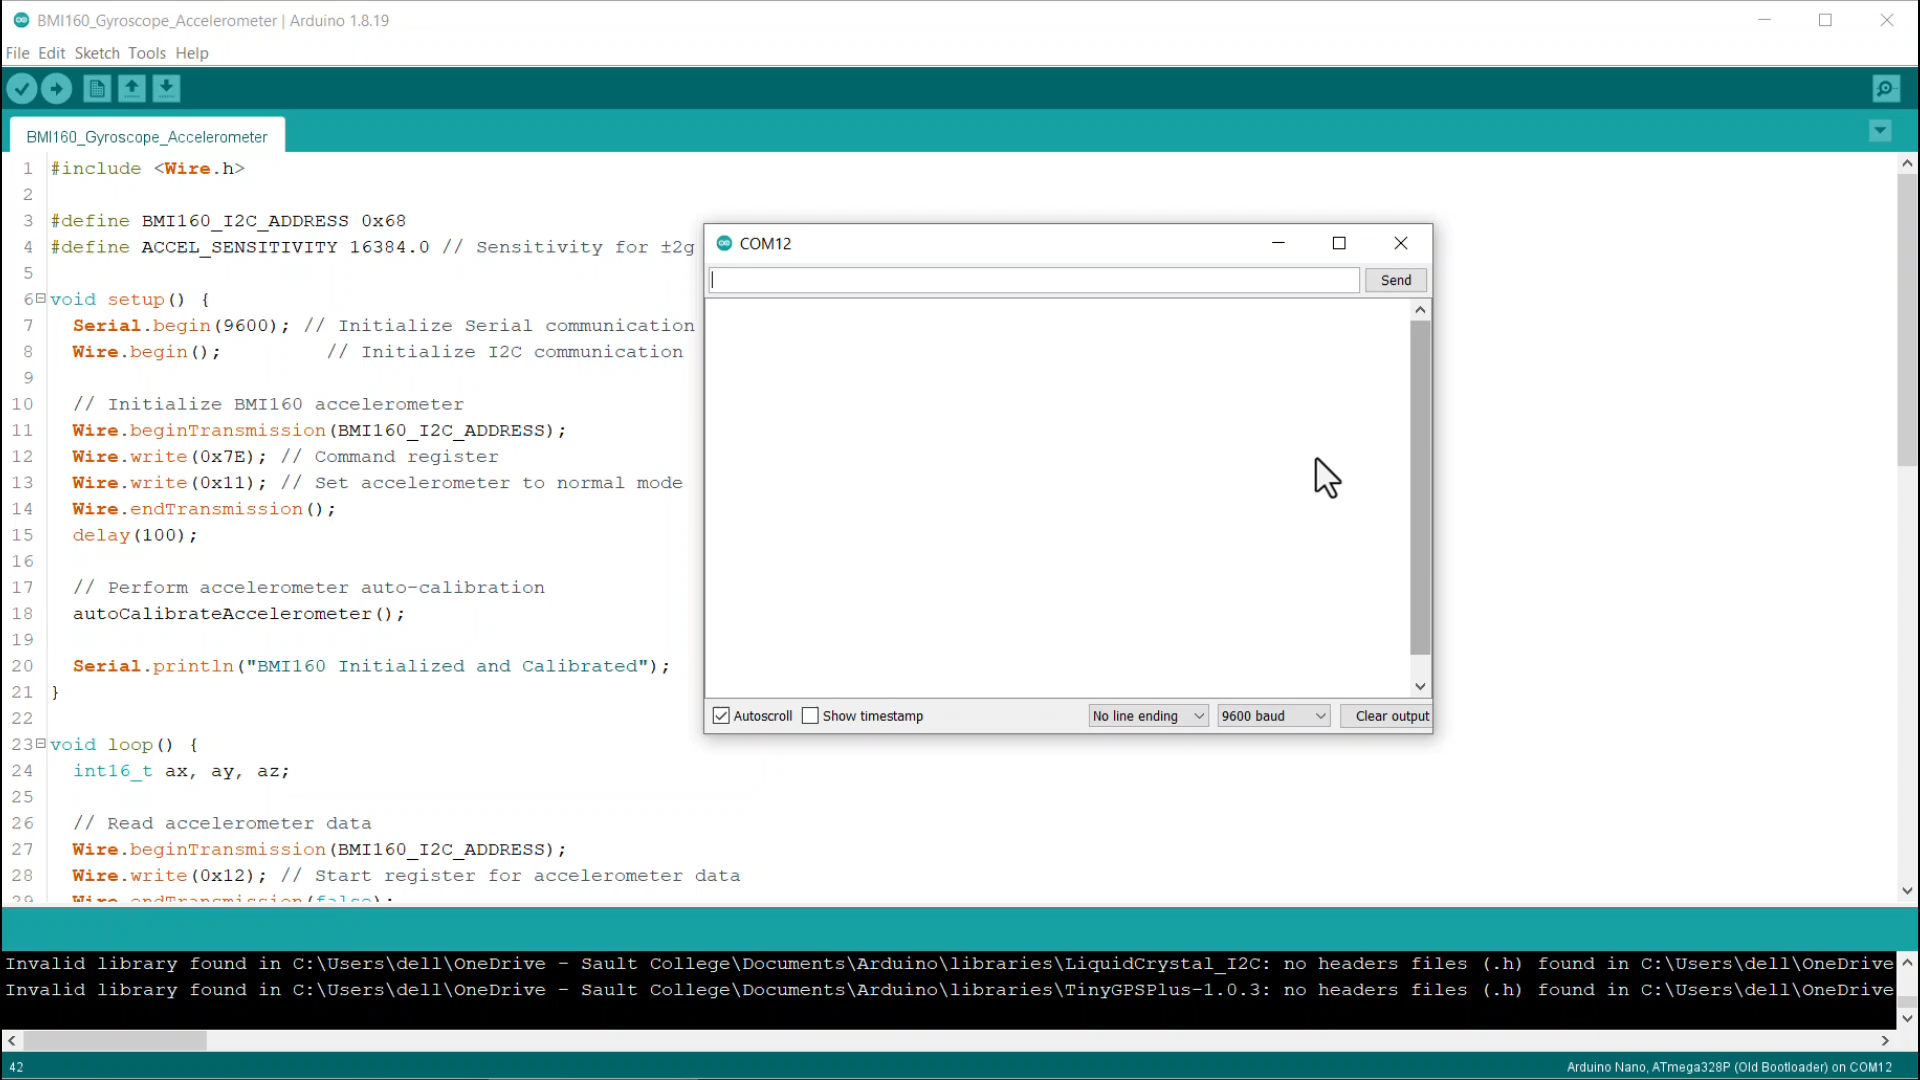 BMI160_Gyroscope_Accelerometer | Arduino 1.8.19
File Edit Sketch Tools Help
BMI160_Gyroscope_Accelerometer
1 #include <Wire.h>
2
3 #define BMI160_I2C_ADDRESS 0x68
4 #define ACCEL_SENSITIVITY 16384.0 // Sensitivity for ±2g
5
6 void setup() {
7 Serial.begin(9600); // Initialize Serial communication
8 Wire.begin(); // Initialize I2C communication
9
10 // Initialize BMI160 accelerometer
11 Wire.beginTransmission(BMI160_I2C_ADDRESS);
12 Wire.write(0x7E); // Command register
13 Wire.write(0x11); // Set accelerometer to normal mode
14 Wire.endTransmission();
15 delay(100);
16
17 // Perform accelerometer auto-calibration
18 autoCalibrateAccelerometer();
19
20 Serial.println("BMI160 Initialized and Calibrated");
21 }
22
23 void loop() {
24 int16_t ax, ay, az;
25
26 // Read accelerometer data
27 Wire.beginTransmission(BMI160_I2C_ADDRESS);
28 Wire.write(0x12); // Start register for accelerometer data
29 Wire.endTransmission(false);
COM12
Send
Autoscroll Show timestamp No line ending 9600 baud Clear output
Invalid library found in C:\Users\dell\OneDrive - Sault College\Documents\Arduino\libraries\LiquidCrystal_I2C: no headers files (.h) found in C:\Users\dell\OneDrive
Invalid library found in C:\Users\dell\OneDrive - Sault College\Documents\Arduino\libraries\TinyGPSPlus-1.0.3: no headers files (.h) found in C:\Users\dell\OneDrive
42 Arduino Nano, ATmega328P (Old Bootloader) on COM12